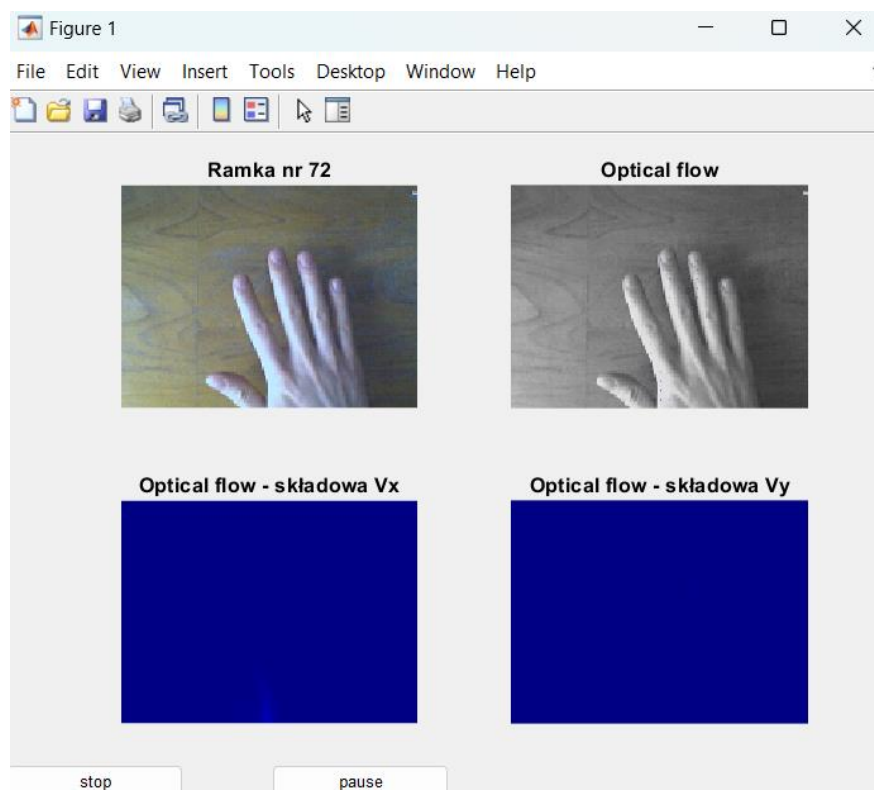 Figure 1
File Edit View Insert Tools Desktop Window Help
Ramka nr 72
Optical flow
Optical flow - składowa Vx
Optical flow - składowa Vy
stop
pause